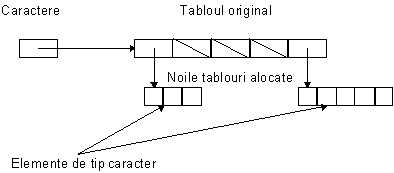 Caractere
Tabloul original
Noile tablouri alocate
Elemente de tip caracter